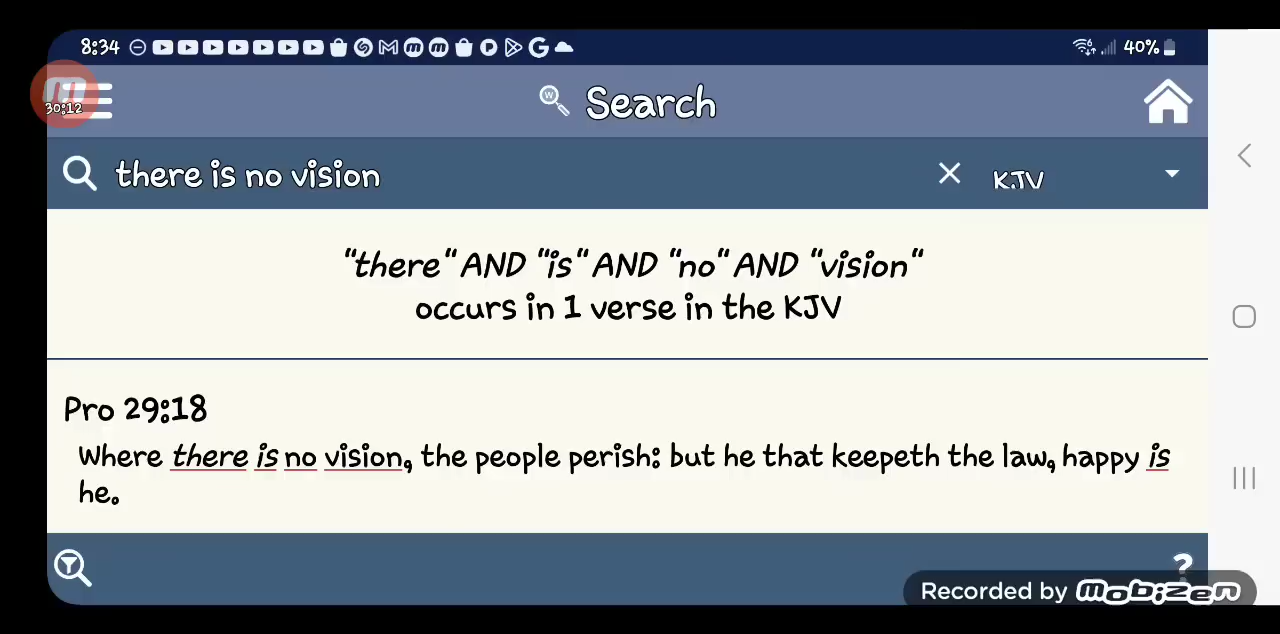 8:34 40%
30:12
Search
there is no vision KJV
"there" AND "is" AND "no" AND "vision"
occurs in 1 verse in the KJV
Pro 29:18
Where there is no vision, the people perish: but he that keepeth the law, happy is
he.
?
Recorded by mobizen